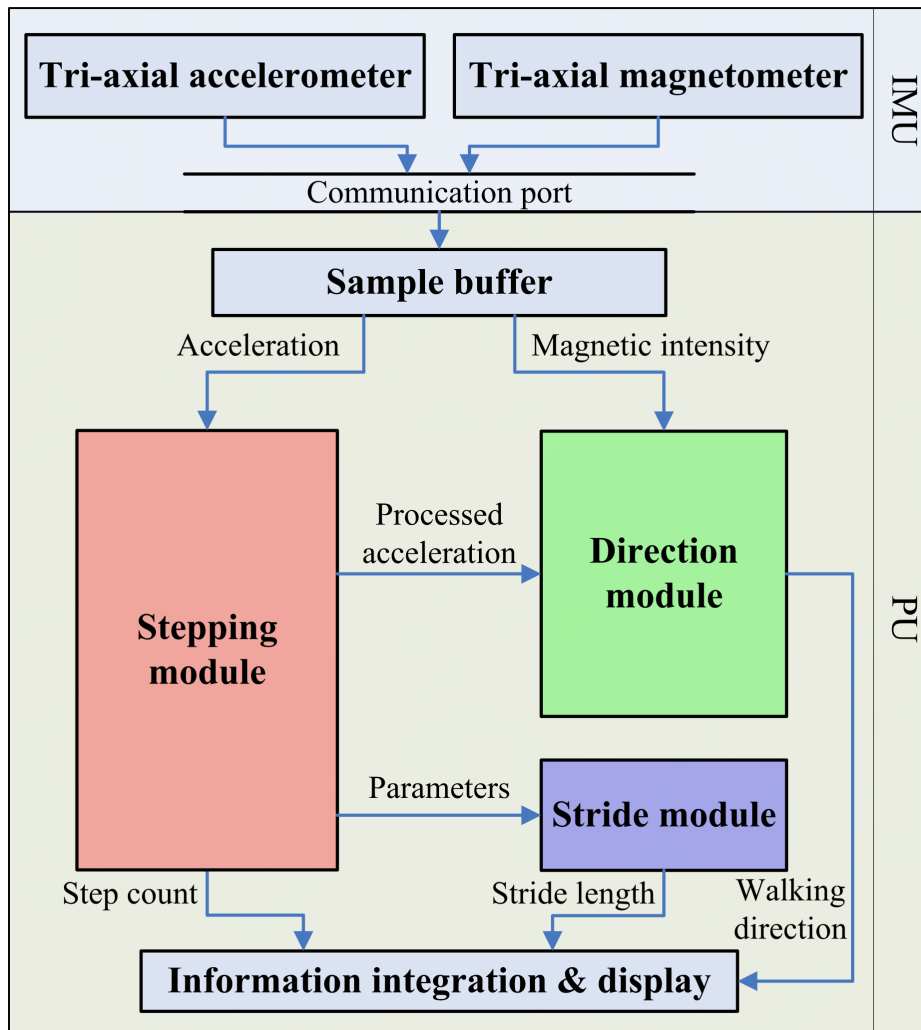 Tri-axial accelerometer
Tri-axial magnetometer
IMU
Communication port
Sample buffer
Acceleration
Magnetic intensity
Processed
acceleration
Direction
module
Stepping
module
PU
Parameters
Stride module
Step count
Stride length
Walking
direction
Information integration & display